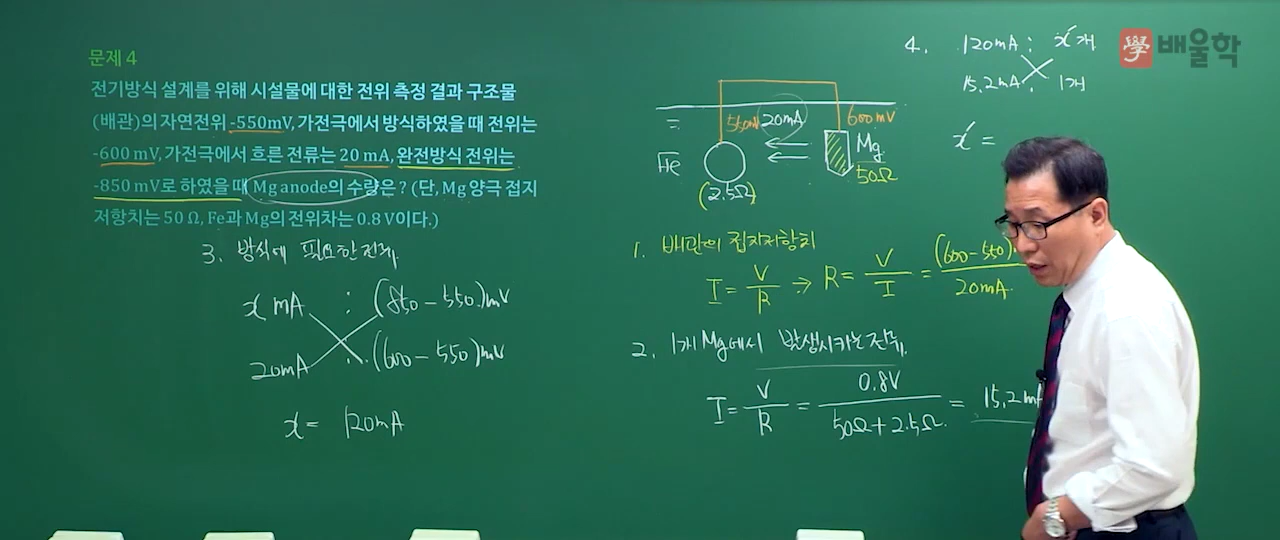 문제 4
전기방식 설계를 위해 시설물에 대한 전위 측정 결과 구조물
(배관)의 자연전위 -550mV, 가전극에서 방식하였을 때 전위는
-600 mV, 가전극에서 흐른 전류는 20 mA, 완전방식 전위는
-850 mV로 하였을 때 Mg anode의 수량은? (단, Mg 양극 접지
저항치는 50 Ω, Fe과 Mg의 전위차는 0.8 V이다.)
3. 방식에 필요한 전류
x mA : (850-550)mV
20mA : (600-550)mV
x = 120mA
550mV 20mA 600mV
Fe Mg
(2.5Ω) 50Ω
1. 배관의 접지저항치
I = V/R → R = V/I = (600-550)/20mA
2. 1개 Mg에서 발생시키는 전류
I = V/R = 0.8V/50Ω+2.5Ω = 15.2mA
4. 120mA : x개
15.2mA : 1개
x =
學 배울학